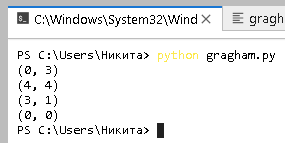 C:\Windows\System32\Wind
gragh
PS C:\Users\Никита> python gragham.py
(0, 3)
(4, 4)
(3, 1)
(0, 0)
PS C:\Users\Никита>